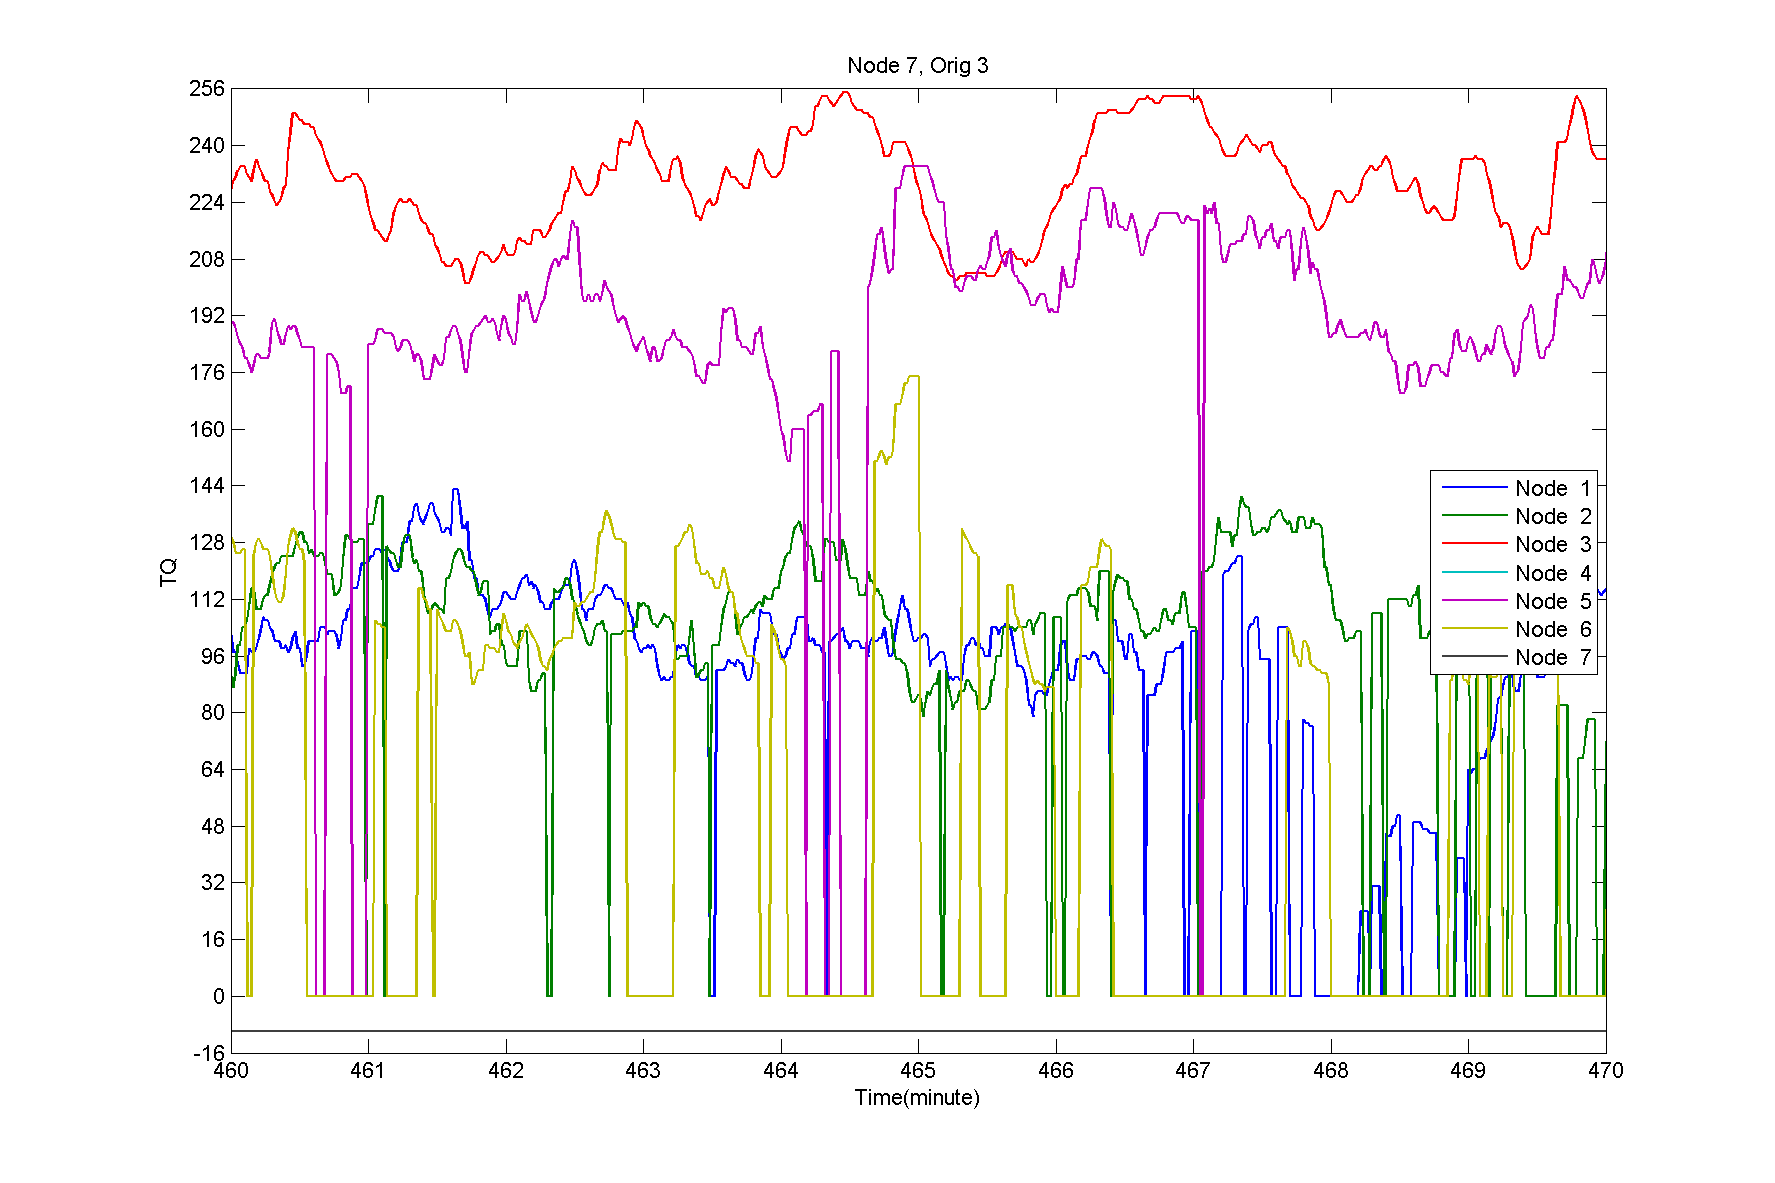 Node 7, Orig 3
256
240
224
208
192
176
160
144
128
112
96
80
64
48
32
16
0
-16
TQ
Node 1
Node 2
Node 3
Node 4
Node 5
Node 6
Node 7
460 461 462 463 464 465 466 467 468 469 470
Time(minute)